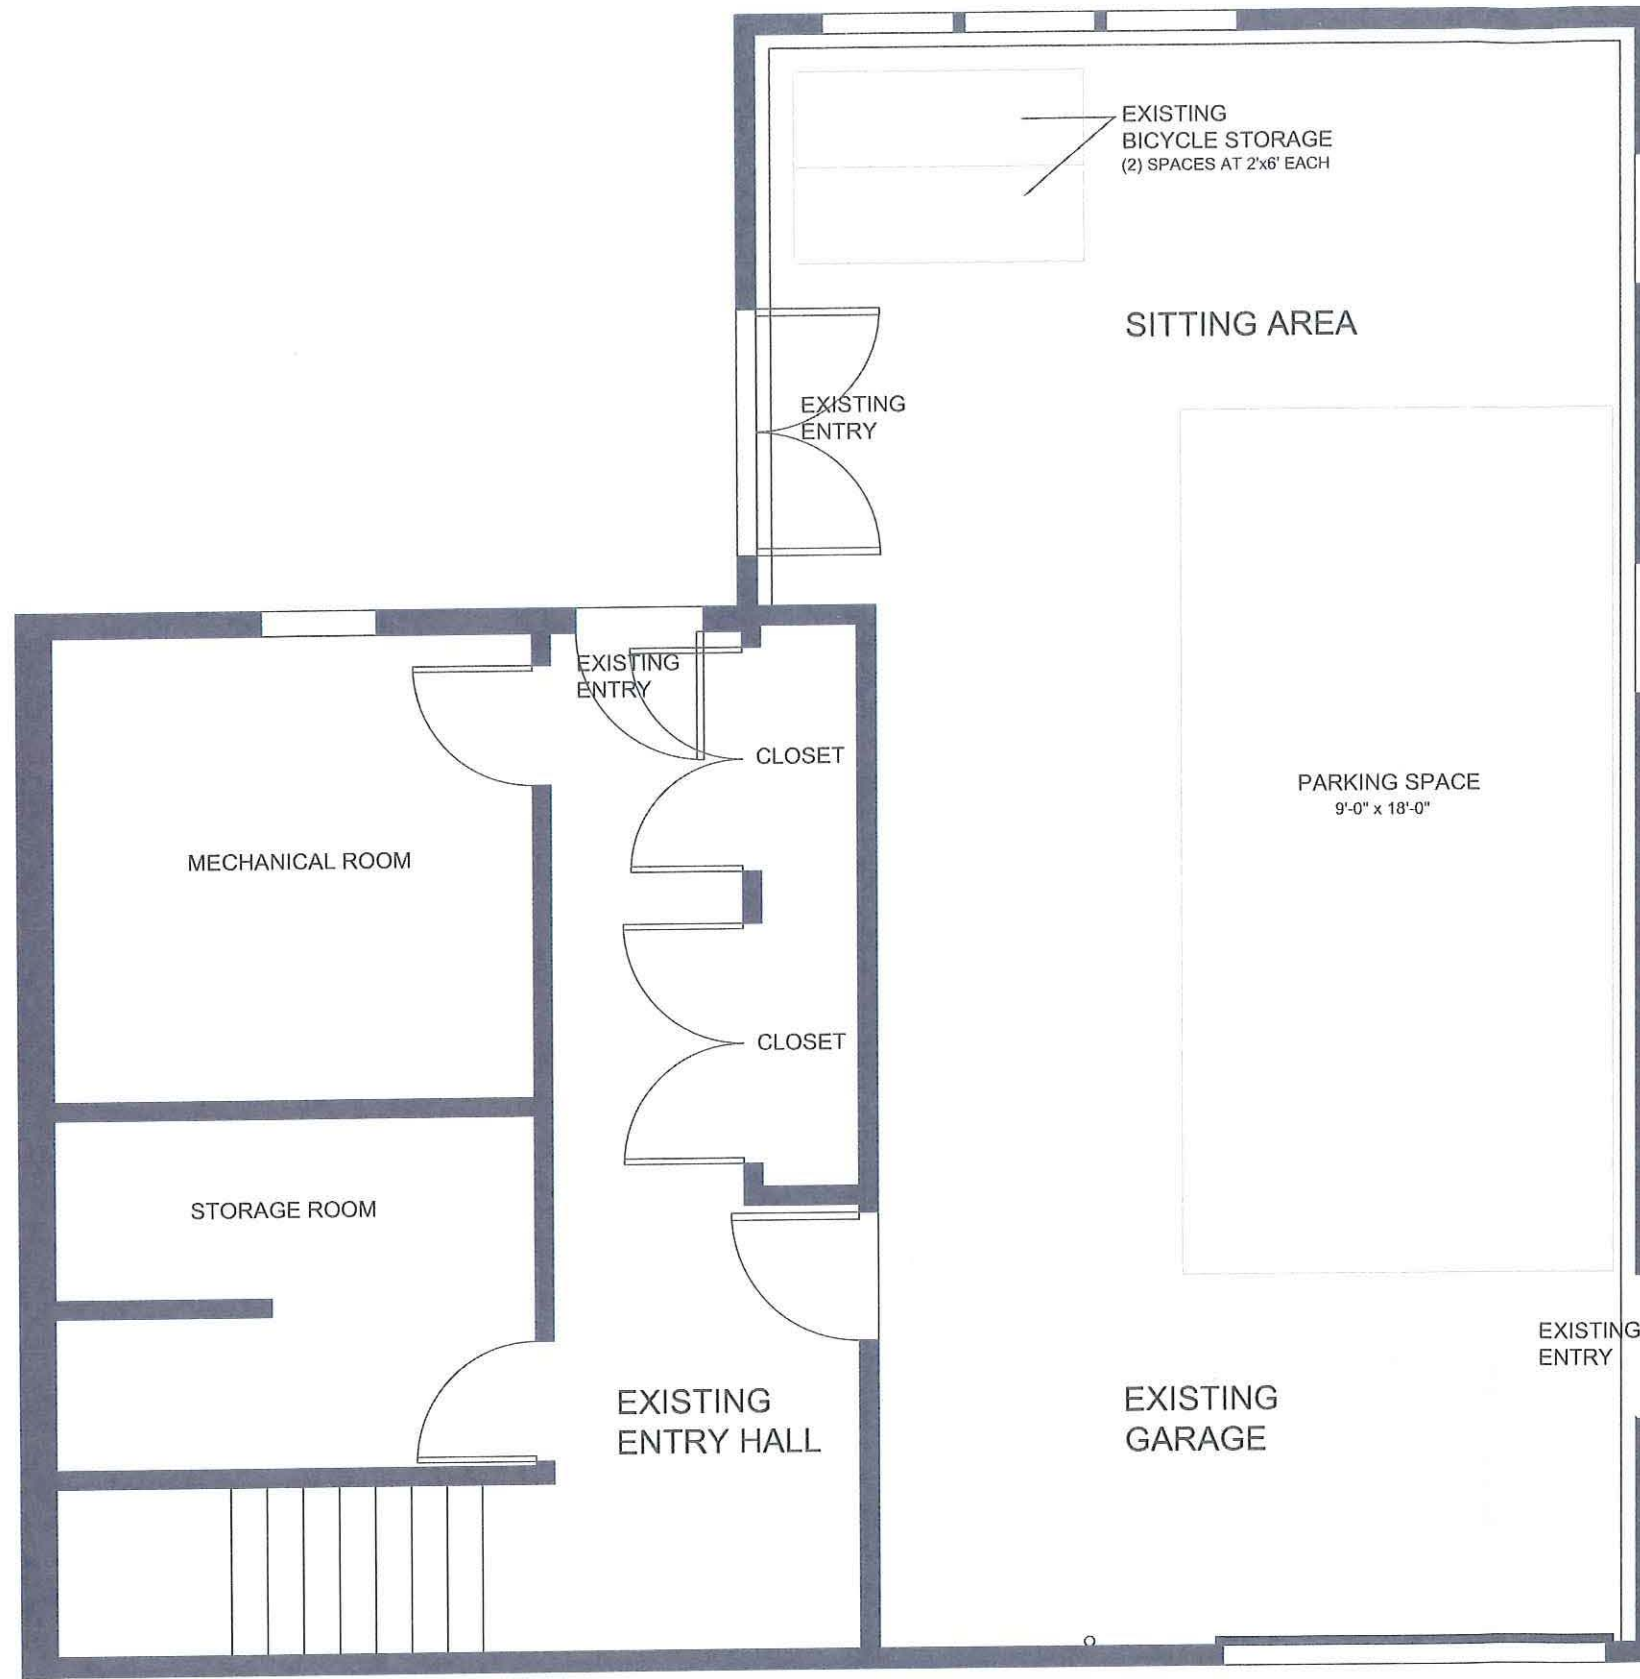 EXISTING
BICYCLE STORAGE
(2) SPACES AT 2'x6' EACH
SITTING AREA
EXISTING
ENTRY
EXISTING
ENTRY
CLOSET
PARKING SPACE
9'-0" x 18'-0"
MECHANICAL ROOM
CLOSET
STORAGE ROOM
EXISTING
ENTRY
EXISTING
ENTRY HALL
EXISTING
GARAGE